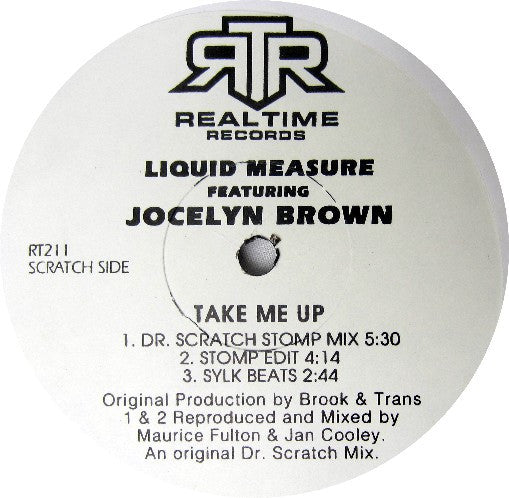 RTR
REALTIME
RECORDS
LIQUID MEASURE
FEATURING
JOCELYN BROWN
RT211
SCRATCH SIDE
TAKE ME UP
1. DR. SCRATCH STOMP MIX 5:30
2. STOMP EDIT 4:14
3. SYLK BEATS 2:44
Original Production by Brook & Trans
1 & 2 Reproduced and Mixed by
Maurice Fulton & Jan Cooley.
An original Dr. Scratch Mix.